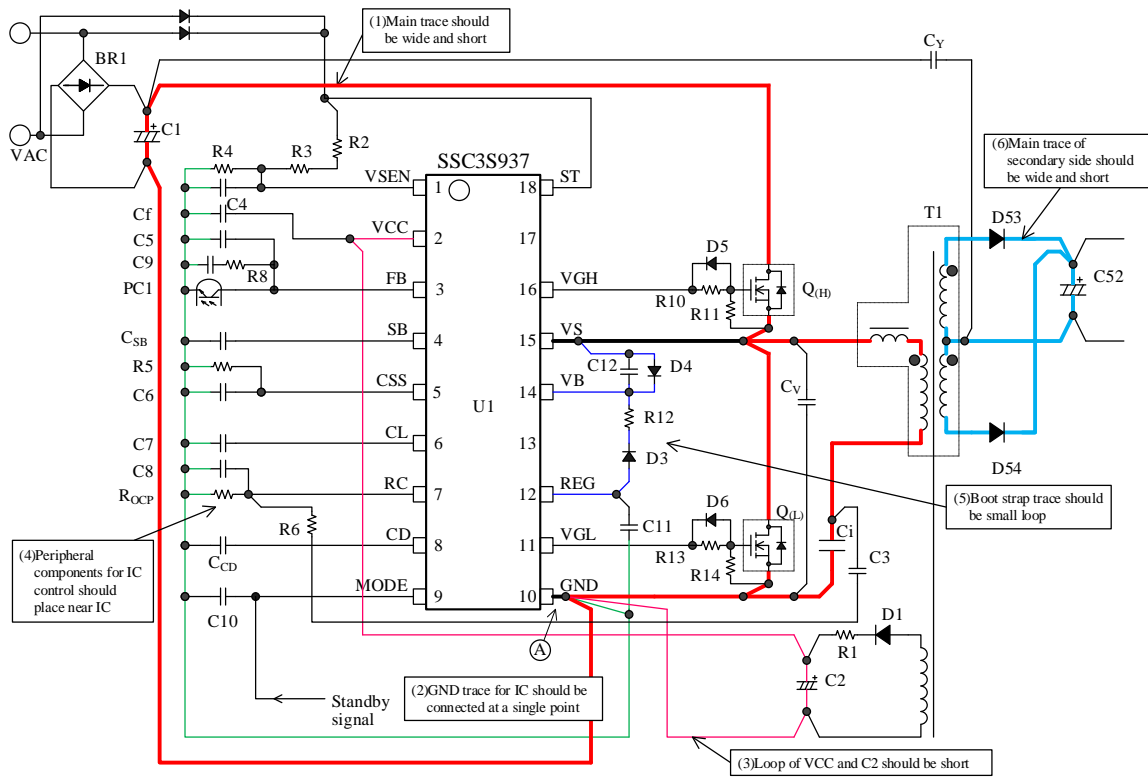 (1)Main trace should
be wide and short
BR1
C1
VAC
R2
R4
R3
SSC3S937
VSEN
1
18
ST
C4
Cf
VCC
2
17
C5
C9
R8
PC1
FB
3
16
VGH
D5
R10
R11
Q(H)
CSB
SB
4
15
VS
R5
C6
CSS
5
14
VB
C12
D4
U1
R12
CV
C7
CL
6
13
D3
C8
ROCP
RC
7
12
REG
R6
C11
CCD
CD
8
11
VGL
D6
R13
R14
Q(L)
C10
MODE
9
10
GND
A
CY
T1
D53
C52
D54
(6)Main trace of
secondary side should
be wide and short
(5)Boot strap trace should
be small loop
Ci
C3
D1
R1
C2
(4)Peripheral
components for IC
control should
place near IC
Standby
signal
(2)GND trace for IC should be
connected at a single point
(3)Loop of VCC and C2 should be short